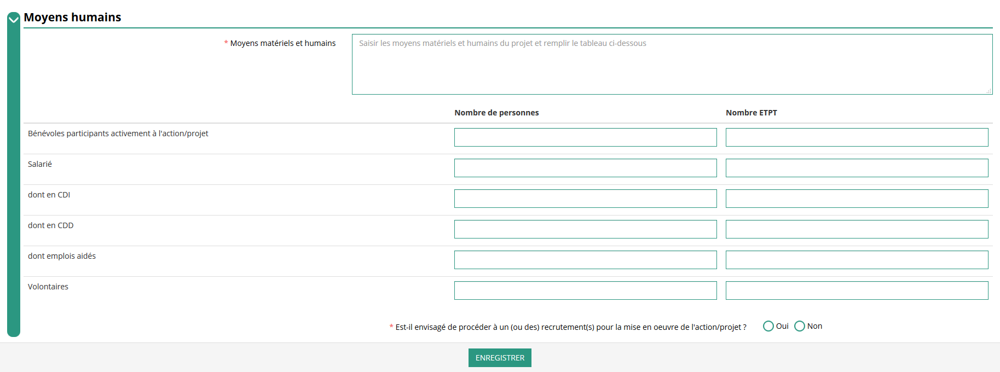 Moyens humains
* Moyens matériels et humains
Saisir les moyens matériels et humains du projet et remplir le tableau ci-dessous
Nombre de personnes Nombre ETPT
Bénévoles participants activement à l'action/projet
Salarié
dont en CDI
dont en CDD
dont emplois aidés
Volontaires
* Est-il envisagé de procéder à un (ou des) recrutement(s) pour la mise en oeuvre de l'action/projet ? Oui Non
ENREGISTRER